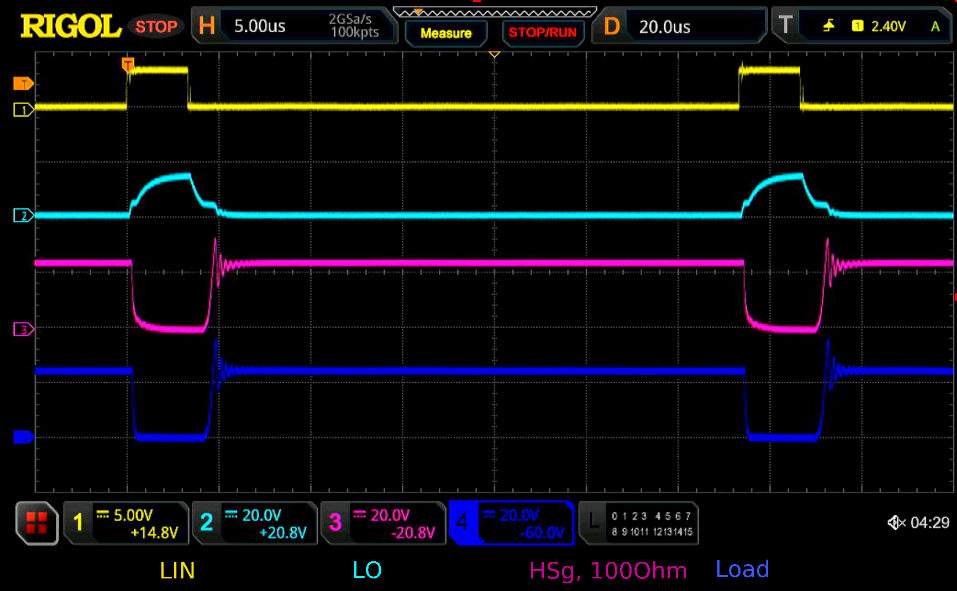 RIGOL STOP H 5.00us 2GSa/s 100kpts Measure STOP/RUN D 20.0us T 1 2.40V A
T
T
1
2
3
1 5.00V +14.8V 2 20.0V +20.8V 3 20.0V -20.8V 4 20.0V -60.0V L 0 1 2 3 4 5 6 7
8 9 10 11 12 13 14 15
04:29
LIN LO HSg, 100Ohm Load